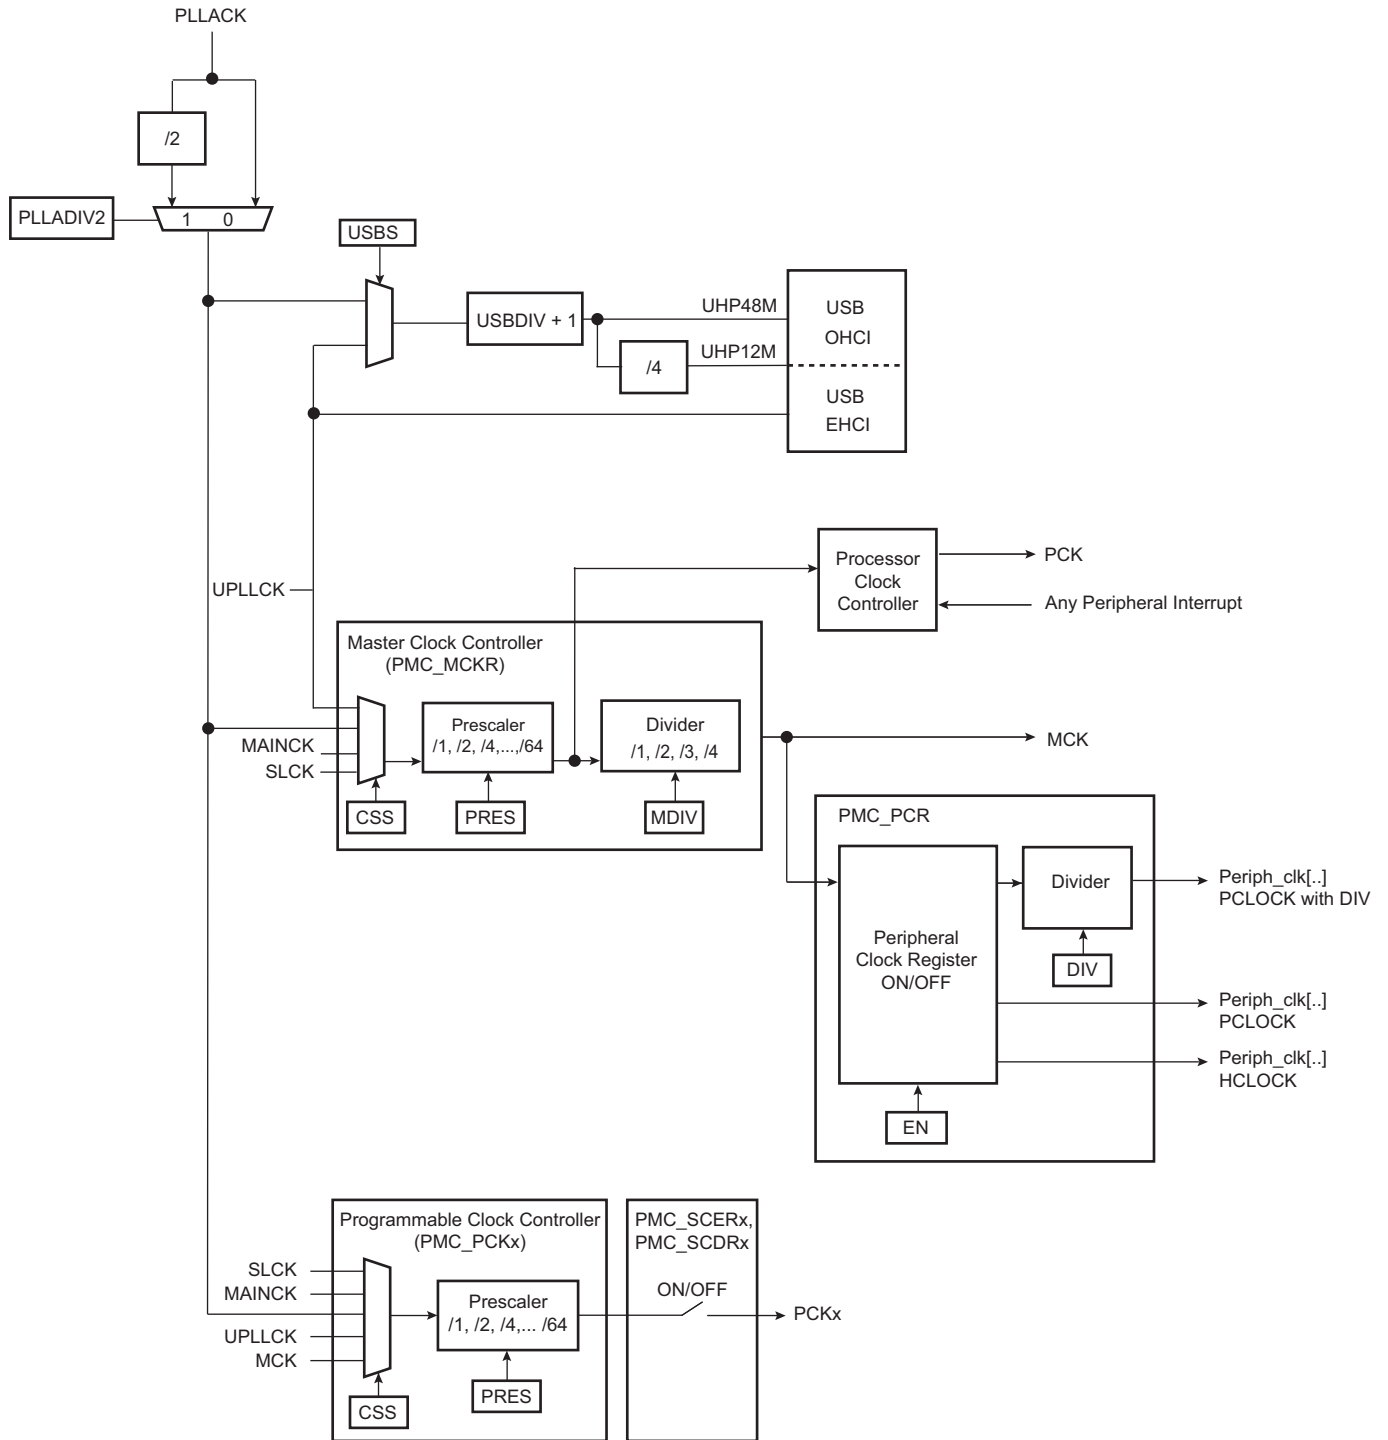 PLLACK
/2
PLLADIV2
1 0
USBS
USBDIV + 1
UHP48M
/4
UHP12M
USB
OHCI
USB
EHCI
Processor
Clock
Controller
PCK
Any Peripheral Interrupt
UPLLCK
Master Clock Controller
(PMC_MCKR)
MAINCK
SLCK
Prescaler
/1, /2, /4,...,/64
Divider
/1, /2, /3, /4
CSS
PRES
MDIV
MCK
PMC_PCR
Peripheral
Clock Register
ON/OFF
EN
Divider
DIV
Periph_clk[..]
PCLOCK with DIV
Periph_clk[..]
PCLOCK
Periph_clk[..]
HCLOCK
Programmable Clock Controller
(PMC_PCKx)
SLCK
MAINCK
UPLLCK
MCK
Prescaler
/1, /2, /4,... /64
CSS
PRES
PMC_SCERx,
PMC_SCDRx
ON/OFF
PCKx